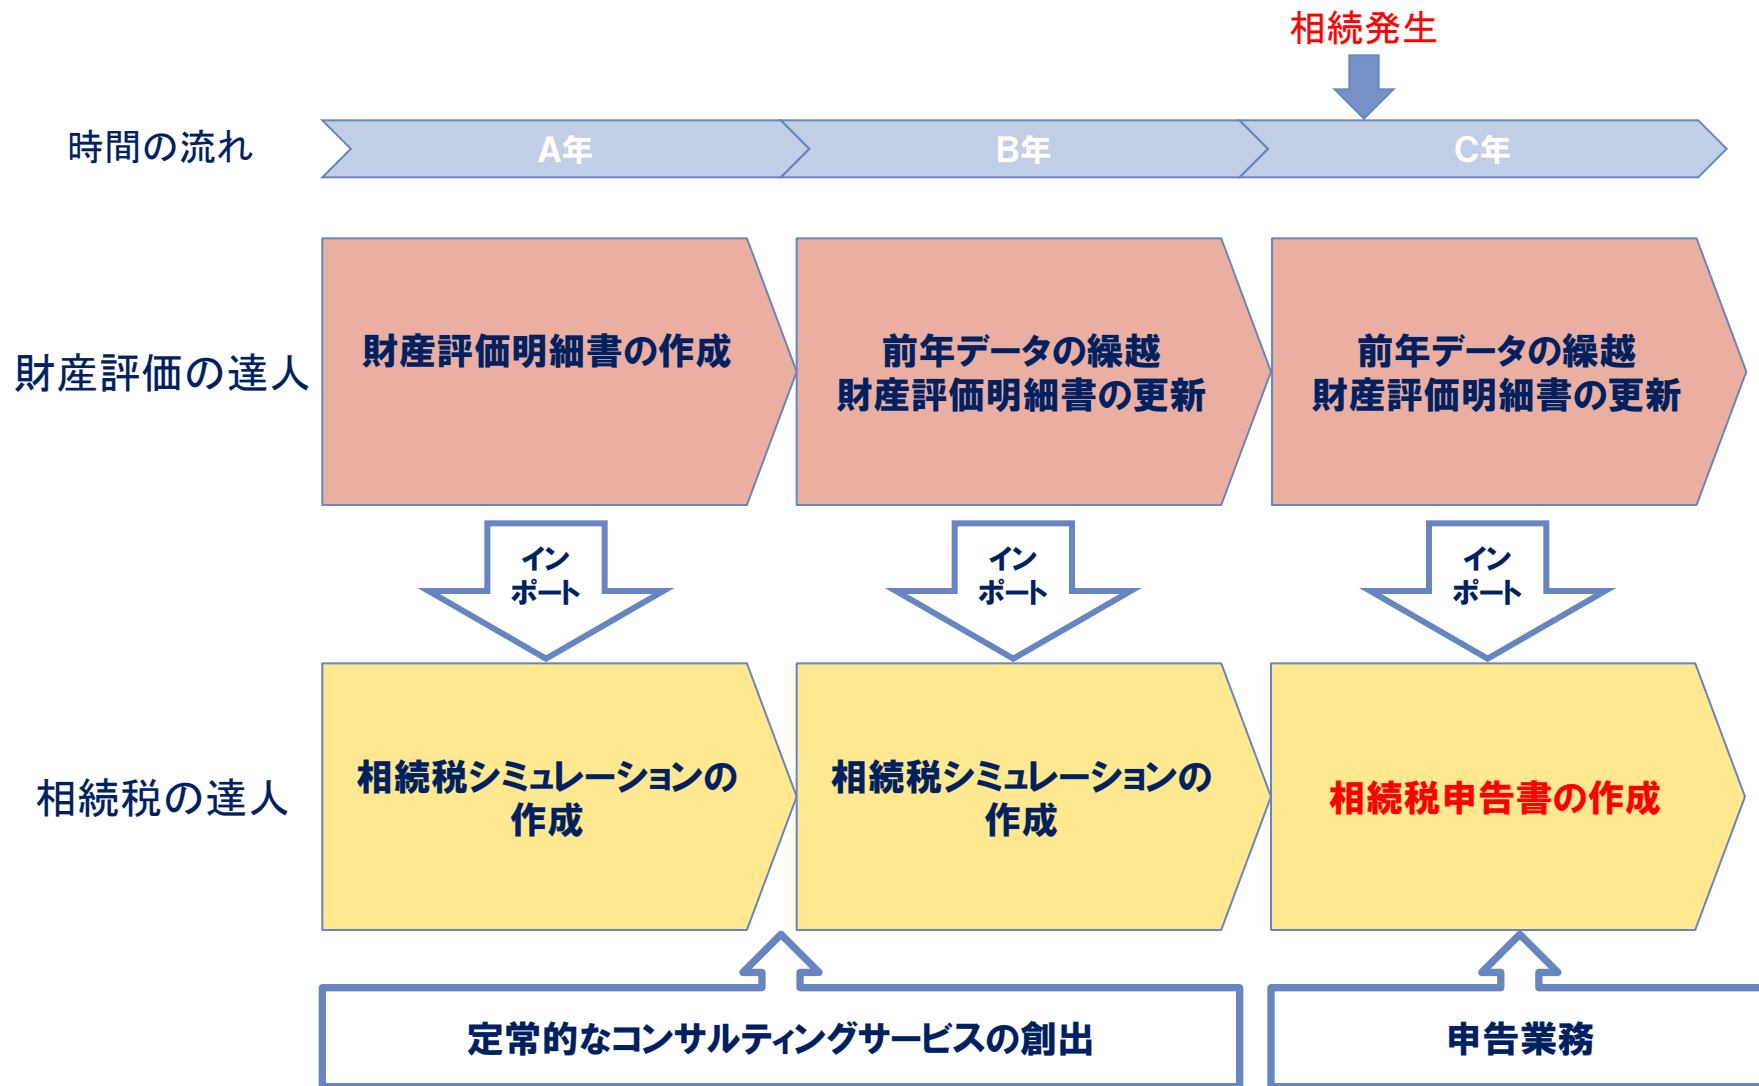 相続発生
時間の流れ
A年
B年
C年
財産評価の達人
財産評価明細書の作成
前年データの繰越
財産評価明細書の更新
前年データの繰越
財産評価明細書の更新
イン
ポート
イン
ポート
イン
ポート
相続税の達人
相続税シミュレーションの
作成
相続税シミュレーションの
作成
相続税申告書の作成
定常的なコンサルティングサービスの創出
申告業務